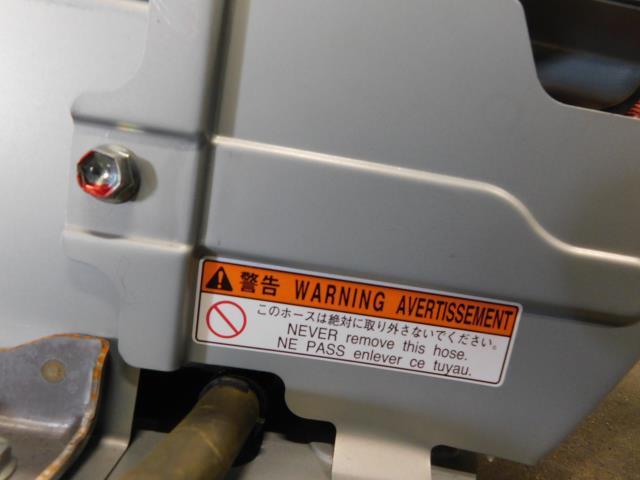 警告 WARNING AVERTISSEMENT
このホースは絶対に取り外さないでください。
NEVER remove this hose.
NE PASS enlever ce tuyau.